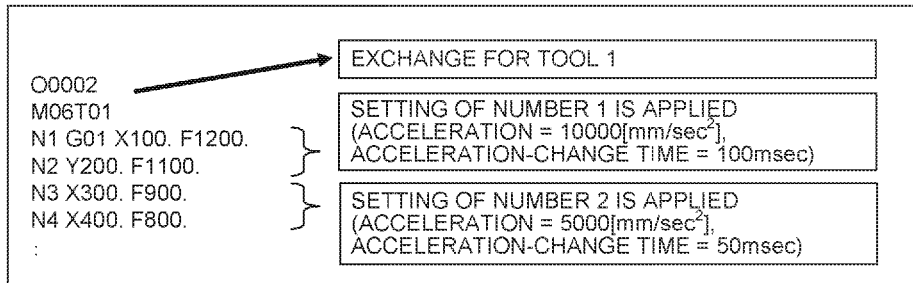 O0002
M06T01
N1 G01 X100. F1200.
N2 Y200. F1100.
N3 X300. F900.
N4 X400. F800.
:
EXCHANGE FOR TOOL 1
SETTING OF NUMBER 1 IS APPLIED
(ACCELERATION = 10000[mm/sec²],
ACCELERATION-CHANGE TIME = 100msec)
SETTING OF NUMBER 2 IS APPLIED
(ACCELERATION = 5000[mm/sec²],
ACCELERATION-CHANGE TIME = 50msec)